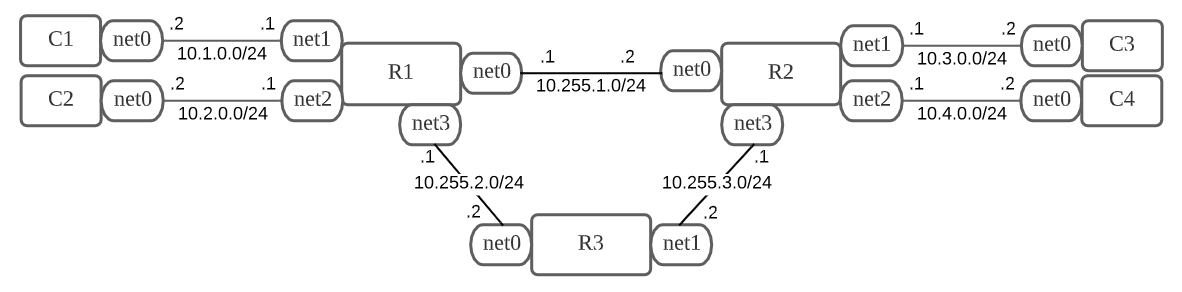 C1 net0 .2 .1 net1
10.1.0.0/24
C2 net0 .2 .1 net2
10.2.0.0/24
R1 net0 .1 .2 net0 R2
10.255.1.0/24
net1 .1 .2 net0 C3
10.3.0.0/24
net2 .1 .2 net0 C4
10.4.0.0/24
net3 net3
.1 .1
10.255.2.0/24 10.255.3.0/24
.2 .2
net0 R3 net1